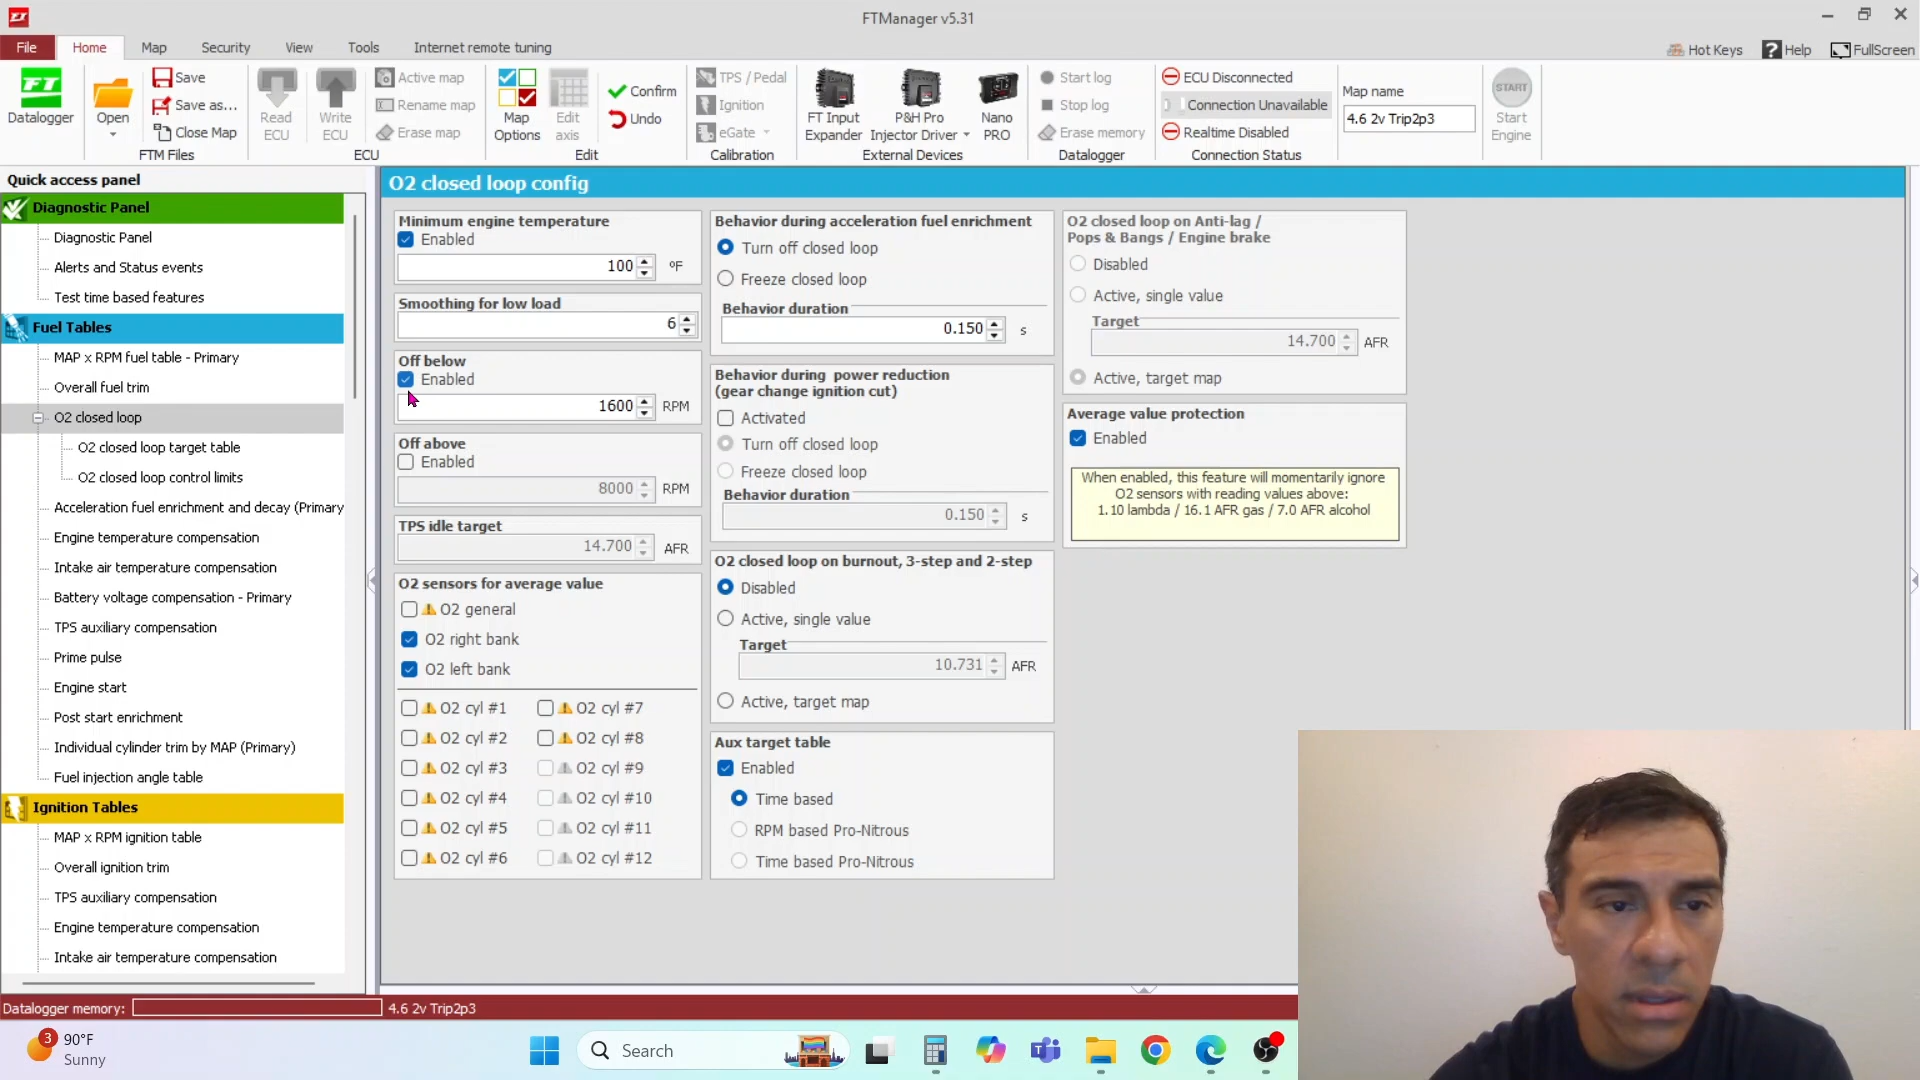 FTManager v5.31
File
Home
Map
Security
View
Tools
Internet remote tuning
Hot Keys
Help
FullScreen
FT
Datalogger
Open
Save
Save as...
Close Map
FTM Files
Read
ECU
Write
ECU
Active map
Rename map
Erase map
ECU
Map
Options
Edit
axis
Confirm
Undo
Edit
TPS / Pedal
Ignition
eGate
Calibration
FT Input
Expander
P&H Pro
Injector Driver
Nano
PRO
External Devices
Start log
Stop log
Erase memory
Datalogger
ECU Disconnected
Connection Unavailable
Realtime Disabled
Connection Status
Map name
4.6 2v Trip2p3
START
Start
Engine
Quick access panel
Diagnostic Panel
Diagnostic Panel
Alerts and Status events
Test time based features
Fuel Tables
MAP x RPM fuel table - Primary
Overall fuel trim
O2 closed loop
O2 closed loop target table
O2 closed loop control limits
Acceleration fuel enrichment and decay (Primary
Engine temperature compensation
Intake air temperature compensation
Battery voltage compensation - Primary
TPS auxiliary compensation
Prime pulse
Engine start
Post start enrichment
Individual cylinder trim by MAP (Primary)
Fuel injection angle table
Ignition Tables
MAP x RPM ignition table
Overall ignition trim
TPS auxiliary compensation
Engine temperature compensation
Intake air temperature compensation
O2 closed loop config
Minimum engine temperature
Enabled
100 ºF
Smoothing for low load
6
Off below
Enabled
1600 RPM
Off above
Enabled
8000 RPM
TPS idle target
14.700 AFR
O2 sensors for average value
O2 general
O2 right bank
O2 left bank
O2 cyl #1 O2 cyl #7
O2 cyl #2 O2 cyl #8
O2 cyl #3 O2 cyl #9
O2 cyl #4 O2 cyl #10
O2 cyl #5 O2 cyl #11
O2 cyl #6 O2 cyl #12
Behavior during acceleration fuel enrichment
Turn off closed loop
Freeze closed loop
Behavior duration
0.150 s
Behavior during power reduction
(gear change ignition cut)
Activated
Turn off closed loop
Freeze closed loop
Behavior duration
0.150 s
O2 closed loop on burnout, 3-step and 2-step
Disabled
Active, single value
Target
10.731 AFR
Active, target map
Aux target table
Enabled
Time based
RPM based Pro-Nitrous
Time based Pro-Nitrous
O2 closed loop on Anti-lag /
Pops & Bangs / Engine brake
Disabled
Active, single value
Target
14.700 AFR
Active, target map
Average value protection
Enabled
When enabled, this feature will momentarily ignore
O2 sensors with reading values above:
1.10 lambda / 16.1 AFR gas / 7.0 AFR alcohol
Datalogger memory:
4.6 2v Trip2p3
3
90°F
Sunny
Search